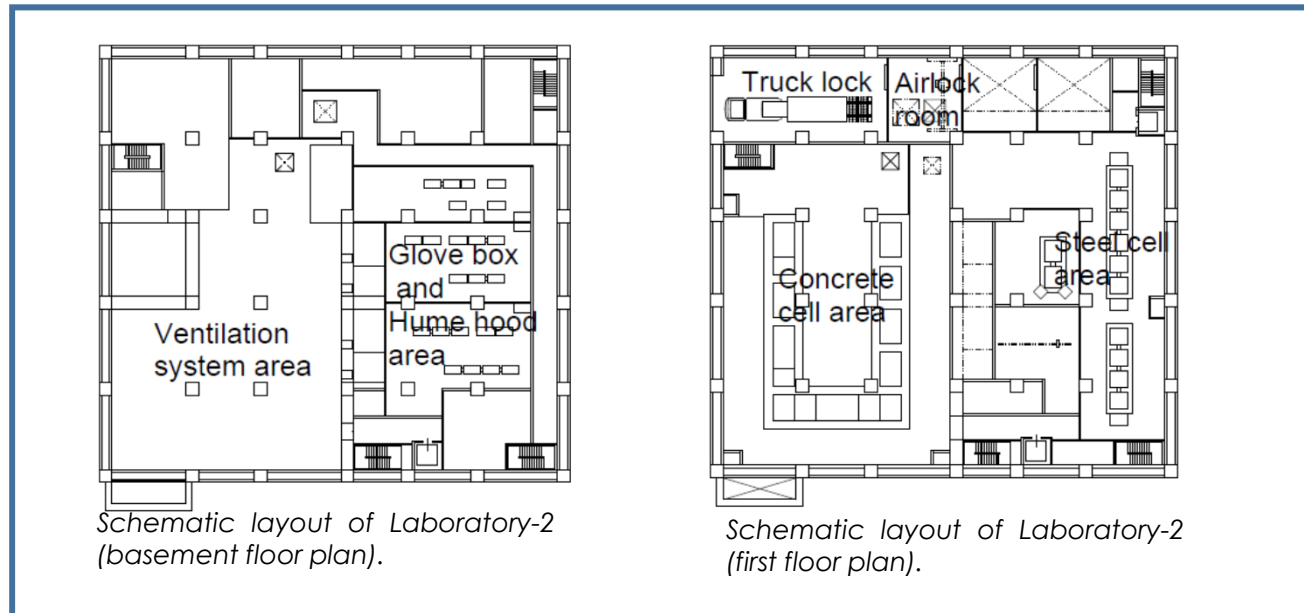 Ventilation
system area
Glove box
and
Hume hood
area
Schematic layout of Laboratory-2
(basement floor plan).
Truck lock
Airlock
room
Concrete
cell area
Steel cell
area
Schematic layout of Laboratory-2
(first floor plan).